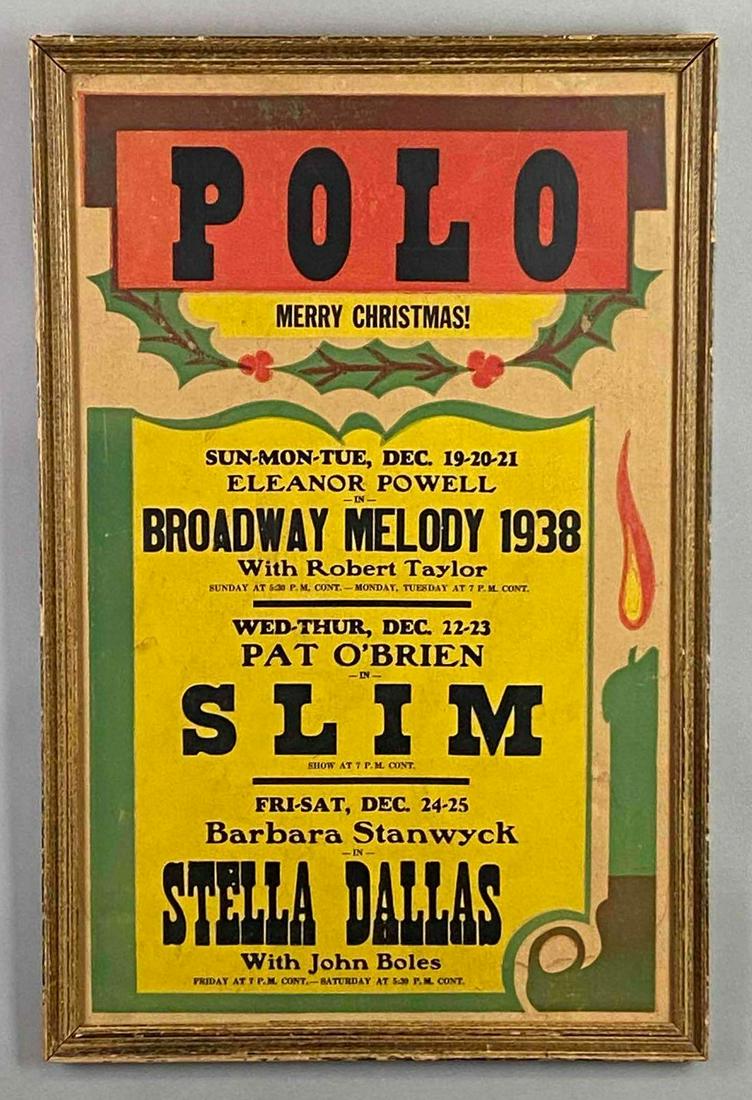 POLO
MERRY CHRISTMAS!
SUN-MON-TUE, DEC. 19-20-21
ELEANOR POWELL
—IN—
BROADWAY MELODY 1938
With Robert Taylor
SUNDAY AT 5:30 P. M. CONT.—MONDAY, TUESDAY AT 7 P. M. CONT.
WED-THUR, DEC. 22-23
PAT O'BRIEN
—IN—
SLIM
SHOW AT 7 P. M. CONT.
FRI-SAT, DEC. 24-25
Barbara Stanwyck
—IN—
STELLA DALLAS
With John Boles
FRIDAY AT 7 P. M. CONT.—SATURDAY AT 5:30 P. M. CONT.